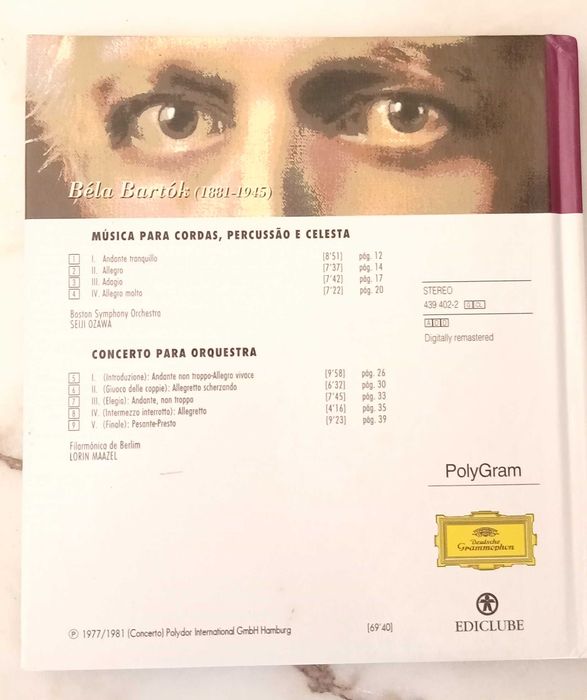 Béla Bartók (1881-1945)
MÚSICA PARA CORDAS, PERCUSSÃO E CELESTA
1 I. Andante tranquillo [8'51] pág. 12
2 II. Allegro [7'37] pág. 14
3 III. Adagio [7'42] pág. 17
4 IV. Allegro molto [7'22] pág. 20
Boston Symphony Orchestra
SEIJI OZAWA
STEREO
439 402-2
ADD
Digitally remastered
CONCERTO PARA ORQUESTRA
5 I. (Introduzione): Andante non troppo-Allegro vivace [9'58] pág. 26
6 II. (Giuoco delle coppie): Allegretto scherzando [6'32] pág. 30
7 III. (Elegia): Andante, non troppo [7'45] pág. 33
8 IV. (Intermezzo interrotto): Allegretto [4'16] pág. 35
9 V. (Finale): Pesante-Presto [9'23] pág. 39
Filarmónica de Berlim
LORIN MAAZEL
PolyGram
Deutsche
Grammophon
EDICLUBE
℗ 1977/1981 (Concerto) Polydor International GmbH Hamburg [69'40]